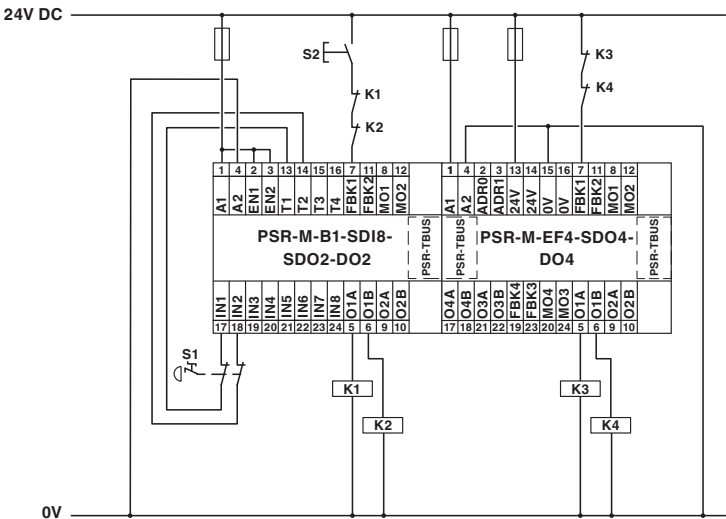 24V DC
S2
K1
K2
K3
K4
1 4 2 3 13 14 15 16 7 11 8 12
A1 A2 EN1 EN2 T1 T2 T3 T4 FBK1 FBK2 MO1 MO2
1 4 2 3 13 14 15 16 7 11 8 12
A1 A2 ADR0 ADR1 24V 24V 0V 0V FBK1 FBK2 MO1 MO2
PSR-M-B1-SDI8-
SDO2-DO2
PSR-TBUS
PSR-TBUS
PSR-M-EF4-SDO4-
DO4
PSR-TBUS
IN1 IN2 IN3 IN4 IN5 IN6 IN7 IN8 O1A O1B O2A O2B
17 18 19 20 21 22 23 24 5 6 9 10
O4A O4B O3A O3B FBK4 FBK3 MO4 MO3 O1A O1B O2A O2B
17 18 21 22 19 23 20 24 5 6 9 10
S1
K1
K2
K3
K4
0V